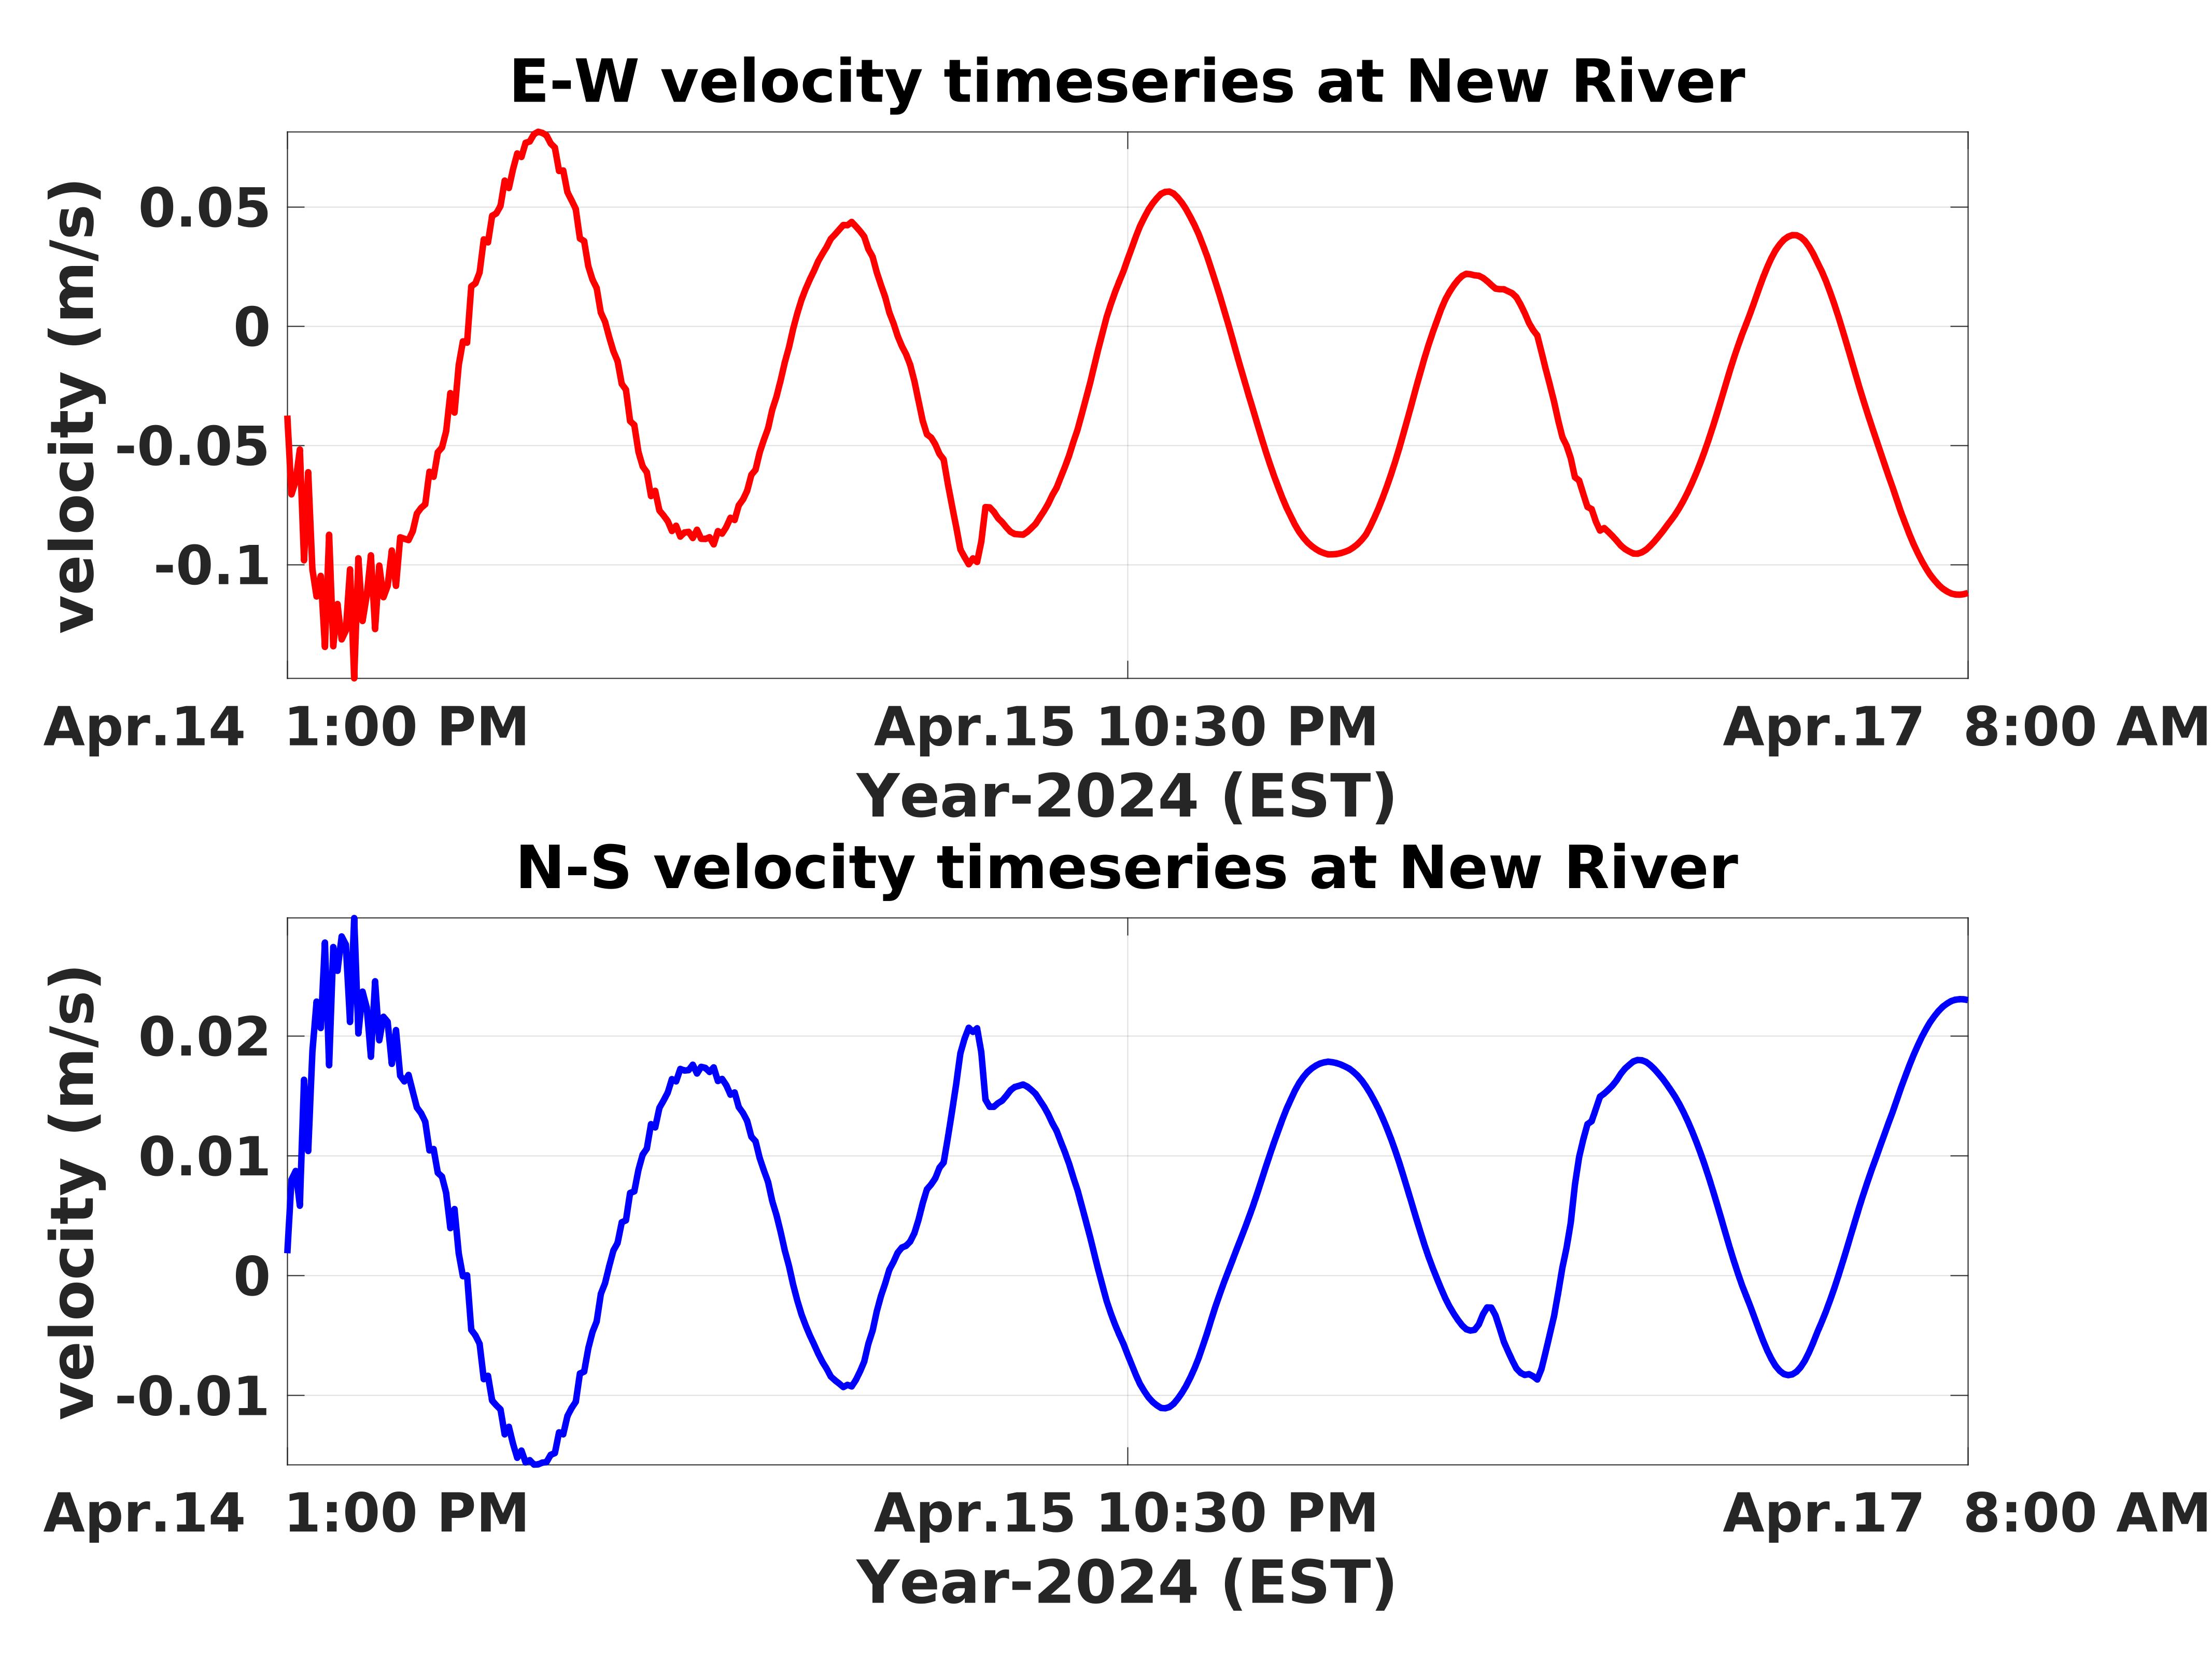 E-W velocity timeseries at New River
velocity (m/s)
0.05
0
-0.05
-0.1
Apr.14  1:00 PM
Apr.15 10:30 PM
Apr.17  8:00 AM
Year-2024 (EST)
N-S velocity timeseries at New River
velocity (m/s)
0.02
0.01
0
-0.01
Apr.14  1:00 PM
Apr.15 10:30 PM
Apr.17  8:00 AM
Year-2024 (EST)